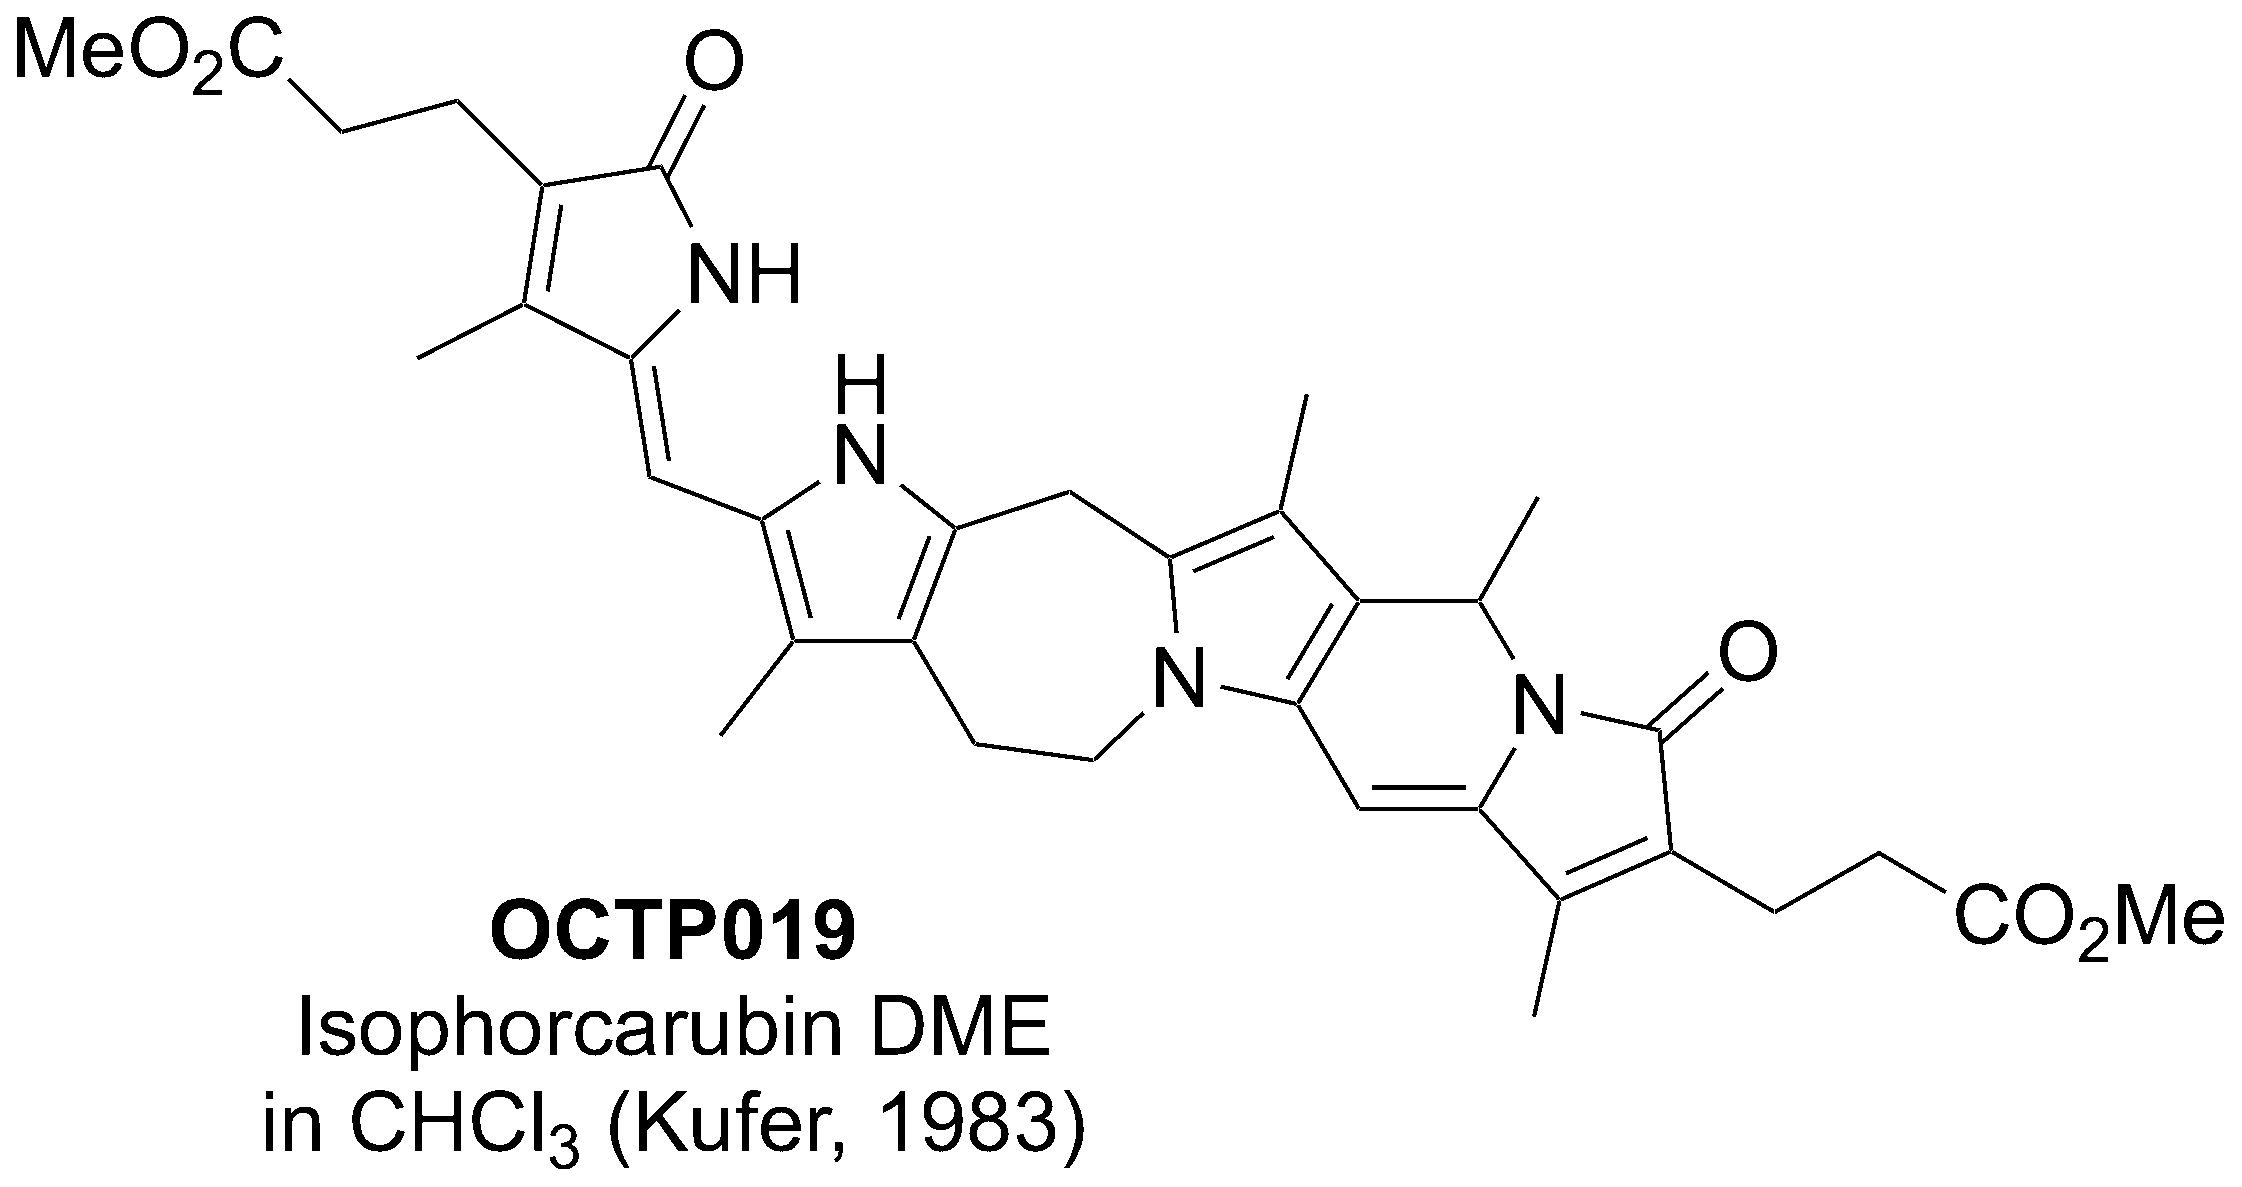 MeO₂C
O
NH
H
N
N
N
O
CO₂Me
OCTP019
Isophorcarubin DME
in CHCl₃ (Kufer, 1983)